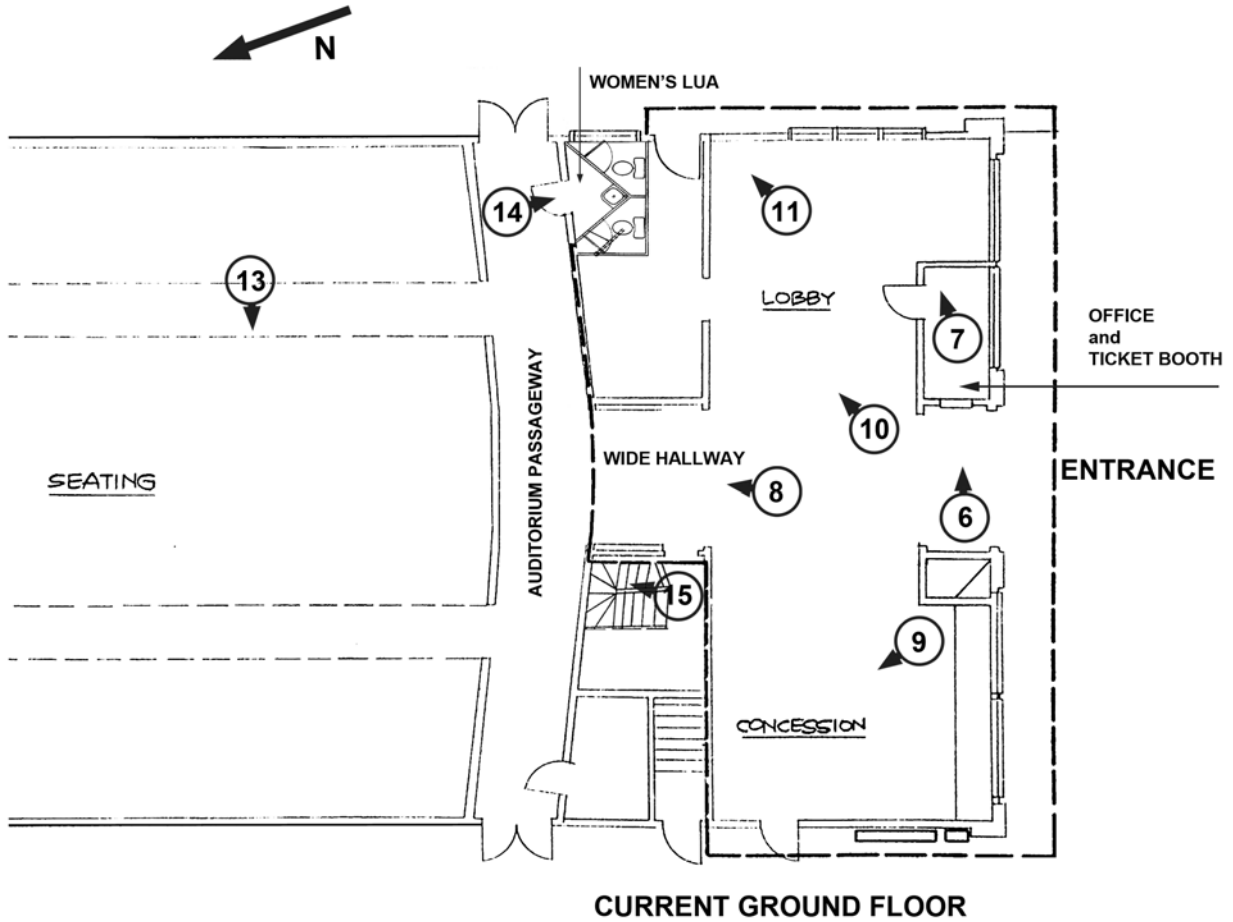 N
WOMEN'S LUA
14
11
13
LOBBY
7
OFFICE
and
TICKET BOOTH
10
AUDITORIUM PASSAGEWAY
SEATING
WIDE HALLWAY
8
ENTRANCE
6
15
9
CONCESSION
CURRENT GROUND FLOOR